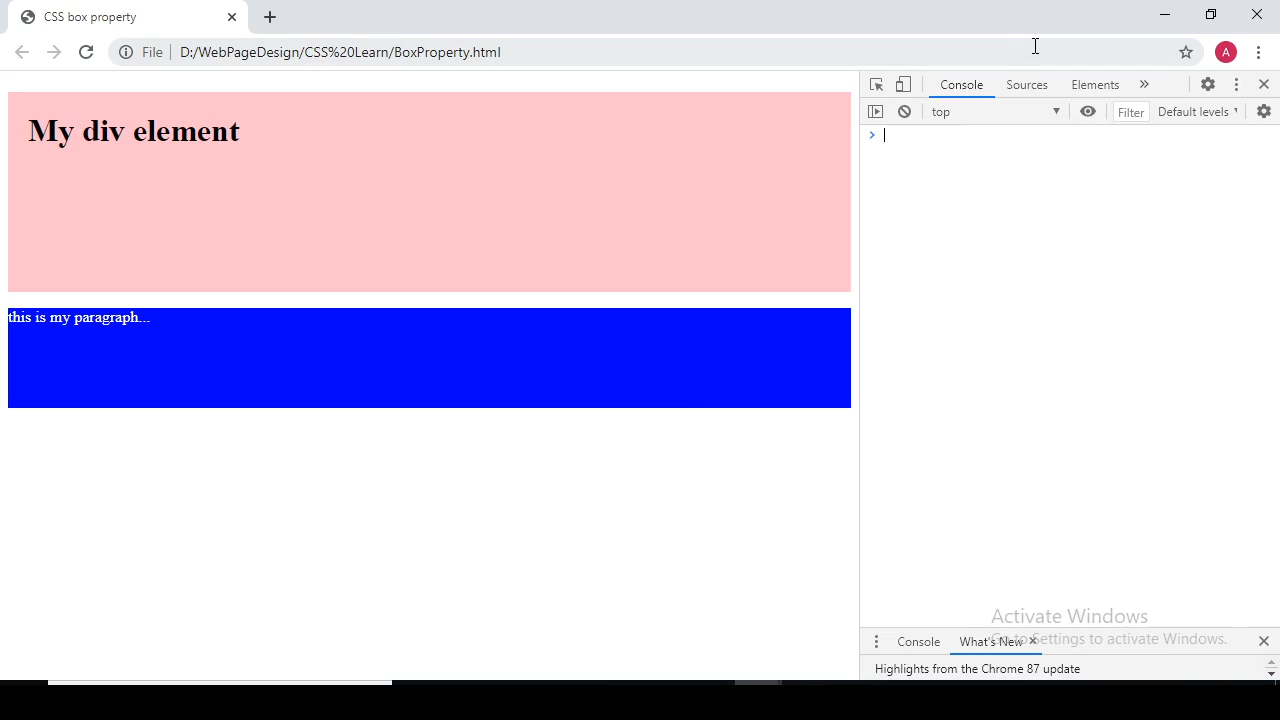 CSS box property
File
D:/WebPageDesign/CSS%20Learn/BoxProperty.html
A
Console Sources Elements »
top
Filter
Default levels
My div element
this is my paragraph...
Activate Windows
Go to Settings to activate Windows.
Console What's New
Highlights from the Chrome 87 update